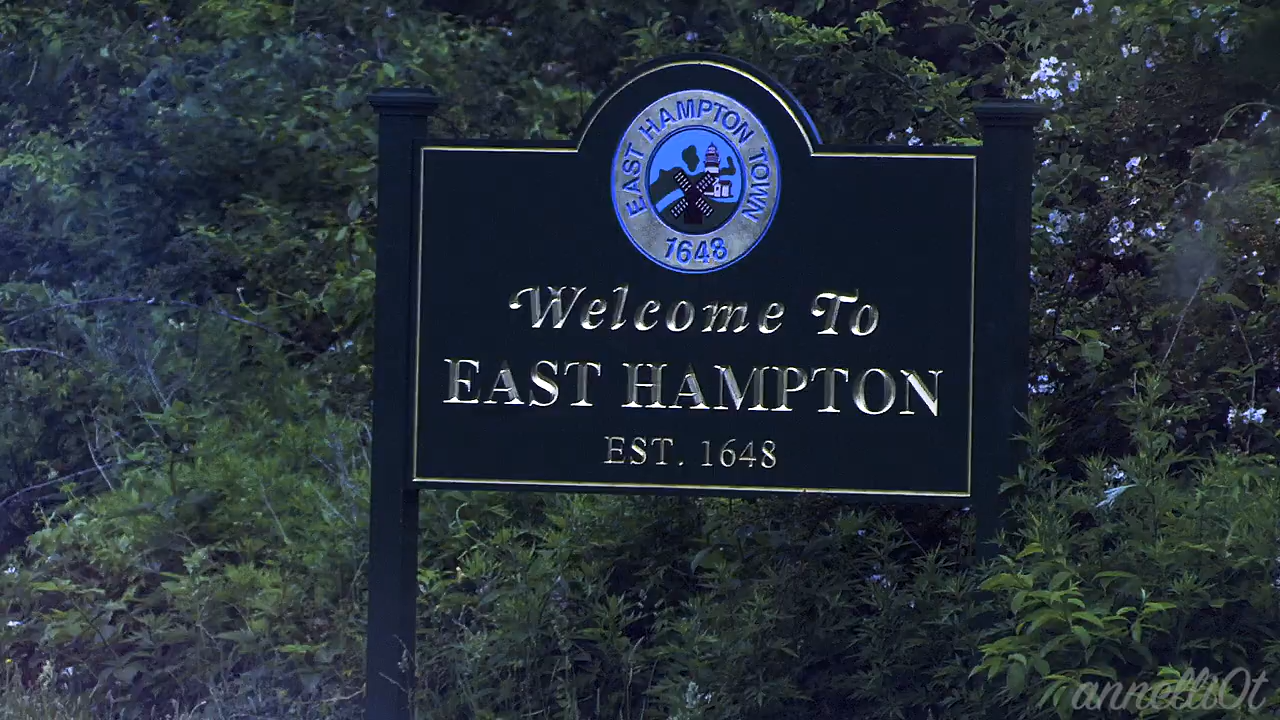 EAST HAMPTON TOWN
1648
Welcome To
EAST HAMPTON
EST. 1648
annelli0t